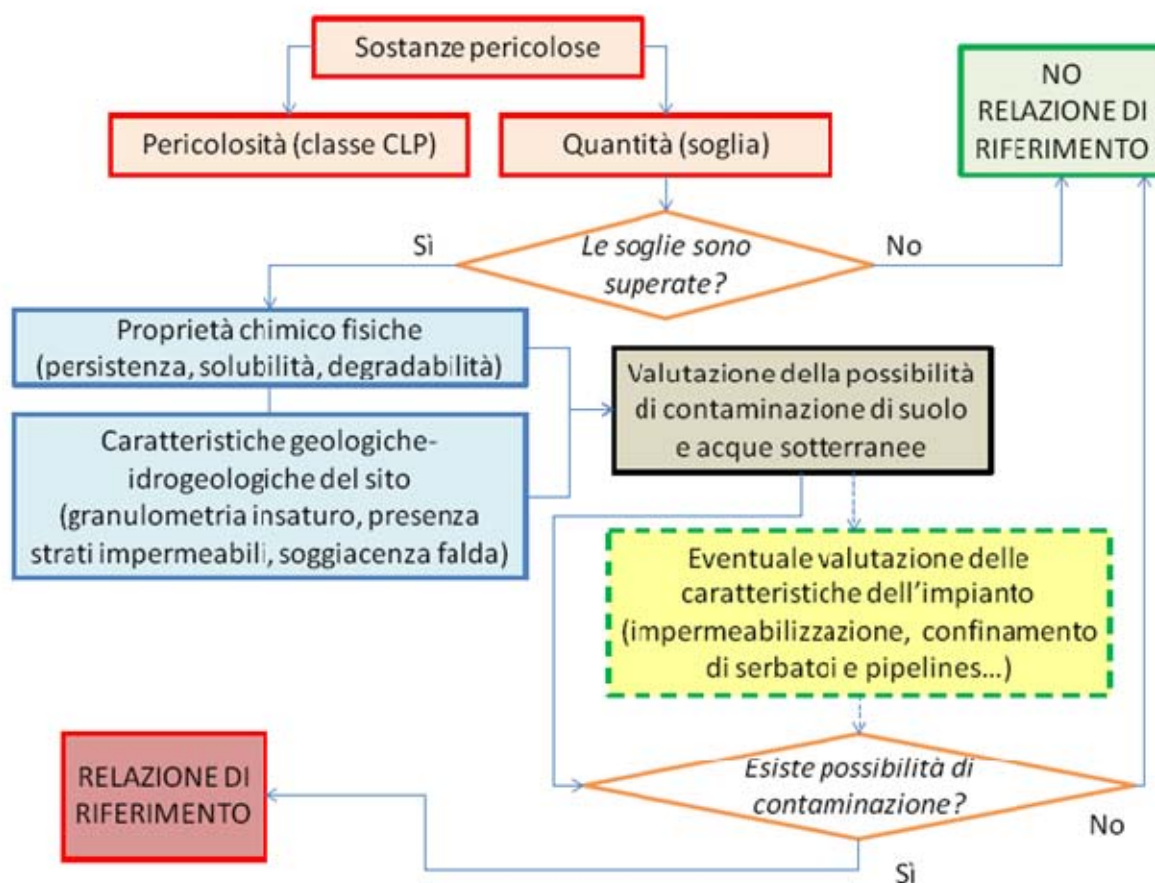 Sostanze pericolose
NO
RELAZIONE DI
RIFERIMENTO
Pericolosità (classe CLP)
Quantità (soglia)
Sì
Le soglie sono
superate?
No
Proprietà chimico fisiche
(persistenza, solubilità, degradabilità)
Caratteristiche geologiche-
idrogeologiche del sito
(granulometria insaturo, presenza
strati impermeabili, soggiacenza falda)
Valutazione della possibilità
di contaminazione di suolo
e acque sotterranee
Eventuale valutazione delle
caratteristiche dell'impianto
(impermeabilizzazione, confinamento
di serbatoi e pipelines...)
Esiste possibilità di
contaminazione?
No
Sì
RELAZIONE DI
RIFERIMENTO